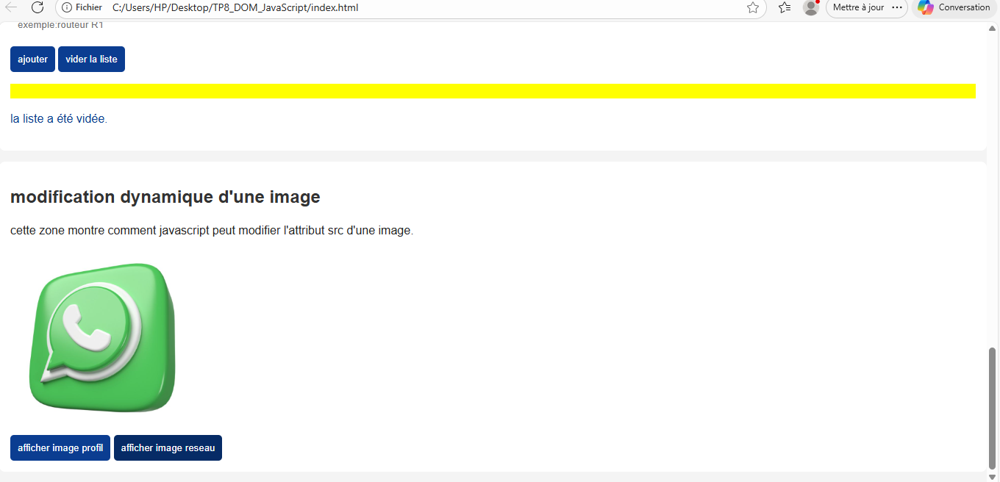 Fichier C:/Users/HP/Desktop/TP8_DOM_JavaScript/index.html Mettre à jour ... Conversation
exemple:routeur R1
ajouter vider la liste
la liste a été vidée.
modification dynamique d'une image
cette zone montre comment javascript peut modifier l'attribut src d'une image.
afficher image profil afficher image reseau